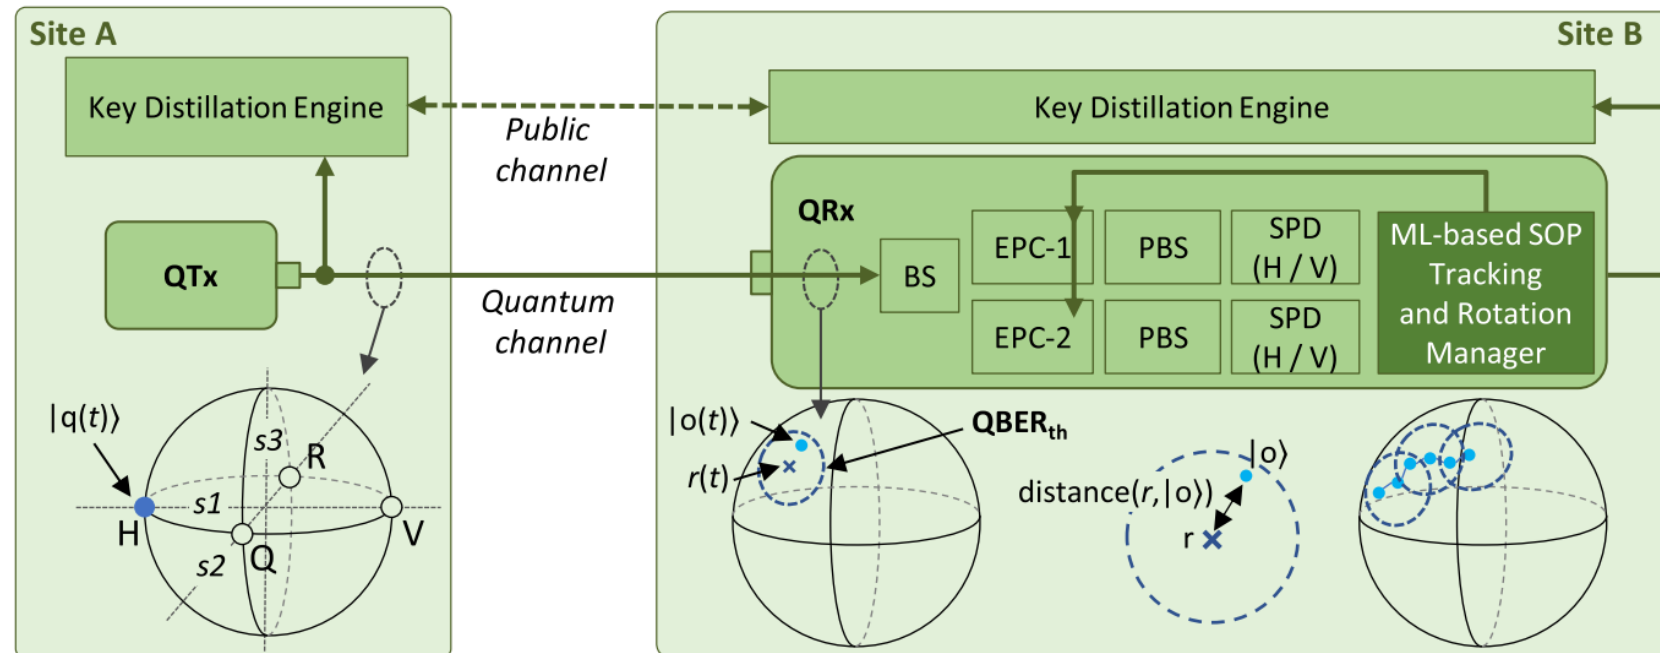 Site A
Key Distillation Engine
QTx
|q(t)⟩
s3
R
s1
H
Q
V
s2
Public
channel
Quantum
channel
Site B
Key Distillation Engine
QRx
BS
EPC-1
PBS
SPD
(H / V)
EPC-2
PBS
SPD
(H / V)
ML-based SOP
Tracking
and Rotation
Manager
|o(t)⟩
r(t)
QBERth
|o⟩
distance(r,|o⟩)
r